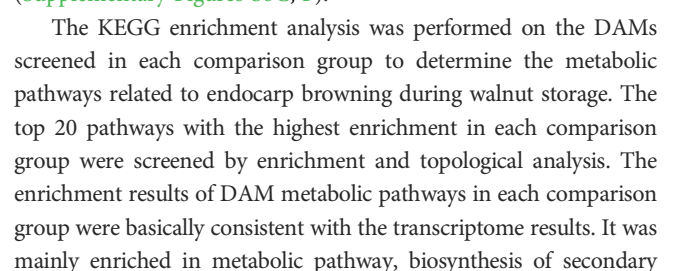 The KEGG enrichment analysis was performed on the DAMs
screened in each comparison group to determine the metabolic
pathways related to endocarp browning during walnut storage. The
top 20 pathways with the highest enrichment in each comparison
group were screened by enrichment and topological analysis. The
enrichment results of DAM metabolic pathways in each comparison
group were basically consistent with the transcriptome results. It was
mainly enriched in metabolic pathway, biosynthesis of secondary